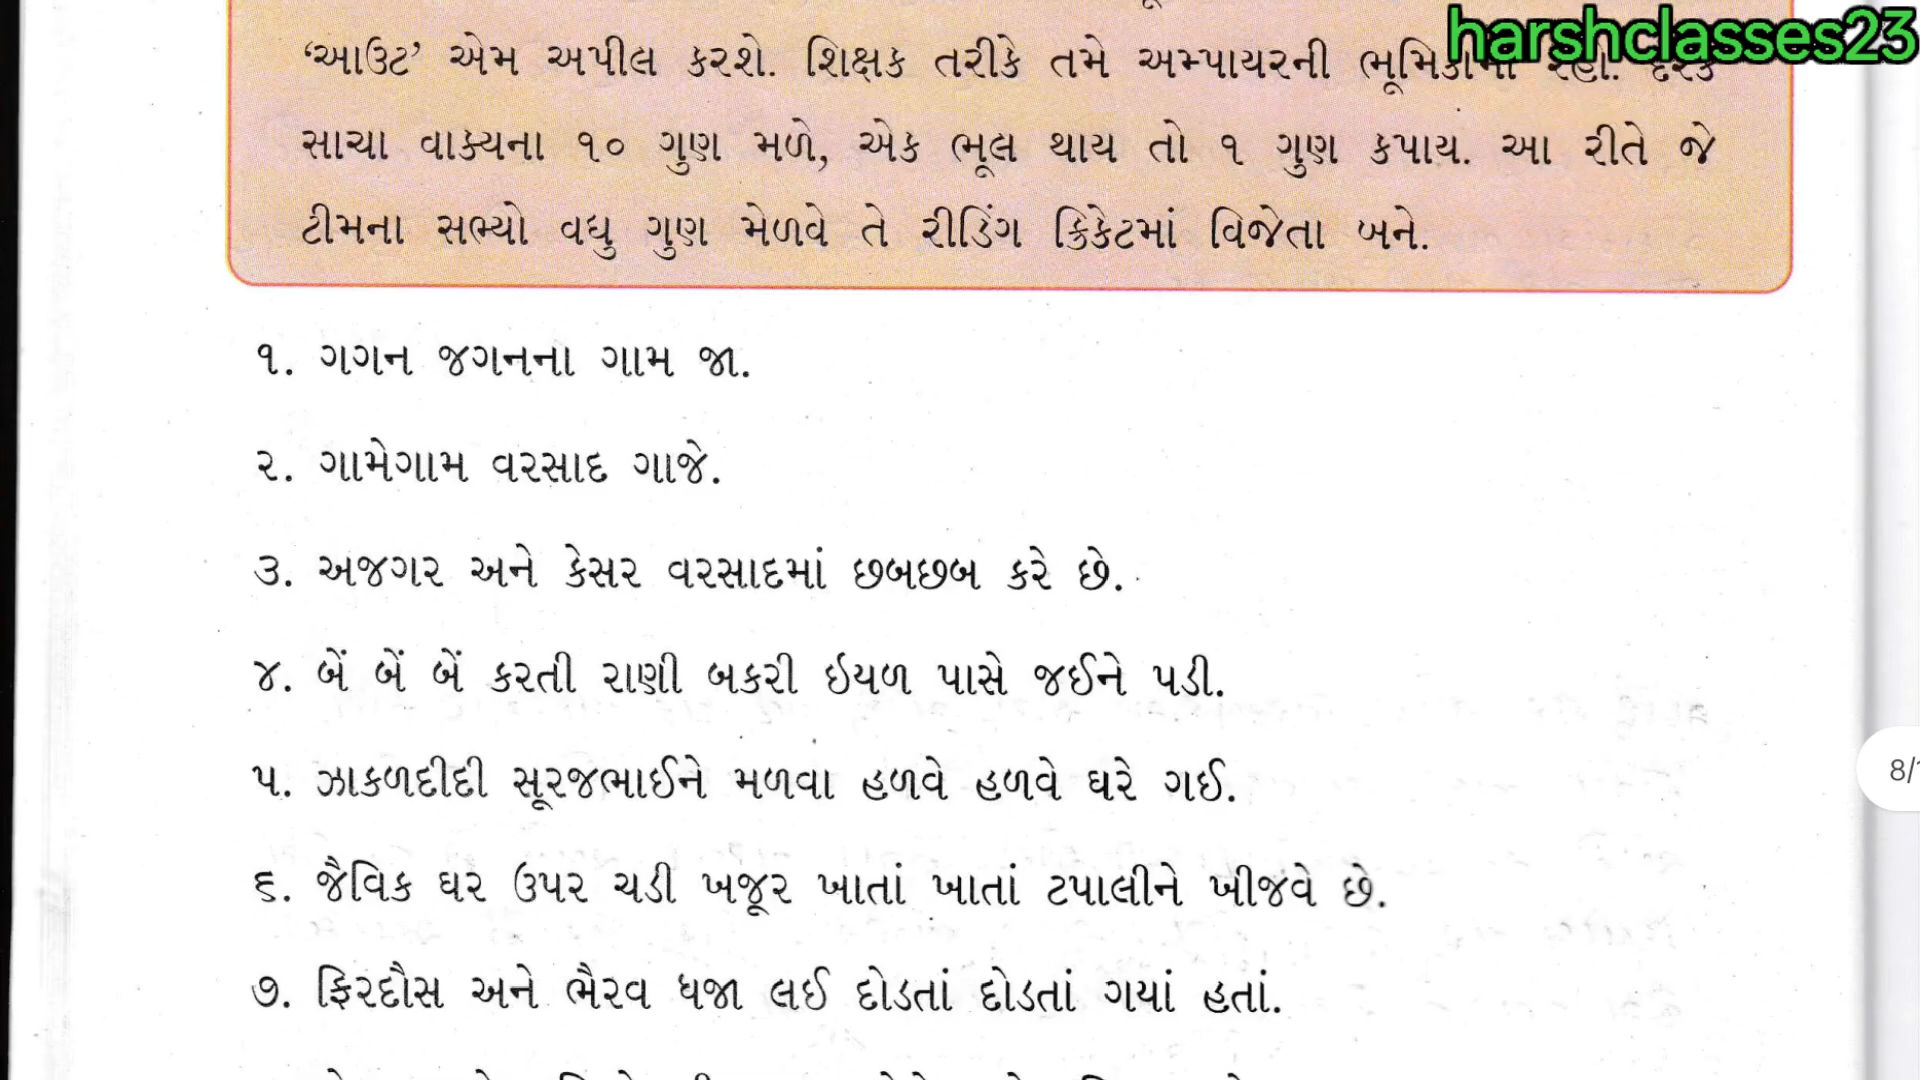 harshclasses23
‘આઉટ’ એમ અપીલ કરશે. શિક્ષક તરીકે તમે અમ્પાયરની
સાચા વાક્યના ૧૦ ગુણ મળે, એક ભૂલ થાય તો ૧ ગુણ કપાય. આ રીતે જે
ટીમના સભ્યો વધુ ગુણ મેળવે તે રીડિંગ ક્રિકેટમાં વિજેતા બને.
૧. ગગન જગનના ગામ જા.
૨. ગામેગામ વરસાદ ગાજે.
૩. અજગર અને કેસર વરસાદમાં છબછબ કરે છે.
૪. બેં બેં બેં કરતી રાણી બકરી ઇયળ પાસે જઈને પડી.
૫. ઝાકળદીદી સૂરજભાઈને મળવા હળવે હળવે ઘરે ગઈ.
૬. જૈવિક ઘર ઉપર ચડી ખજૂર ખાતાં ખાતાં ટપાલીને ખીજવે છે.
૭. ફિરદૌસ અને ભૈરવ ધજા લઈ દોડતાં દોડતાં ગયાં હતાં.